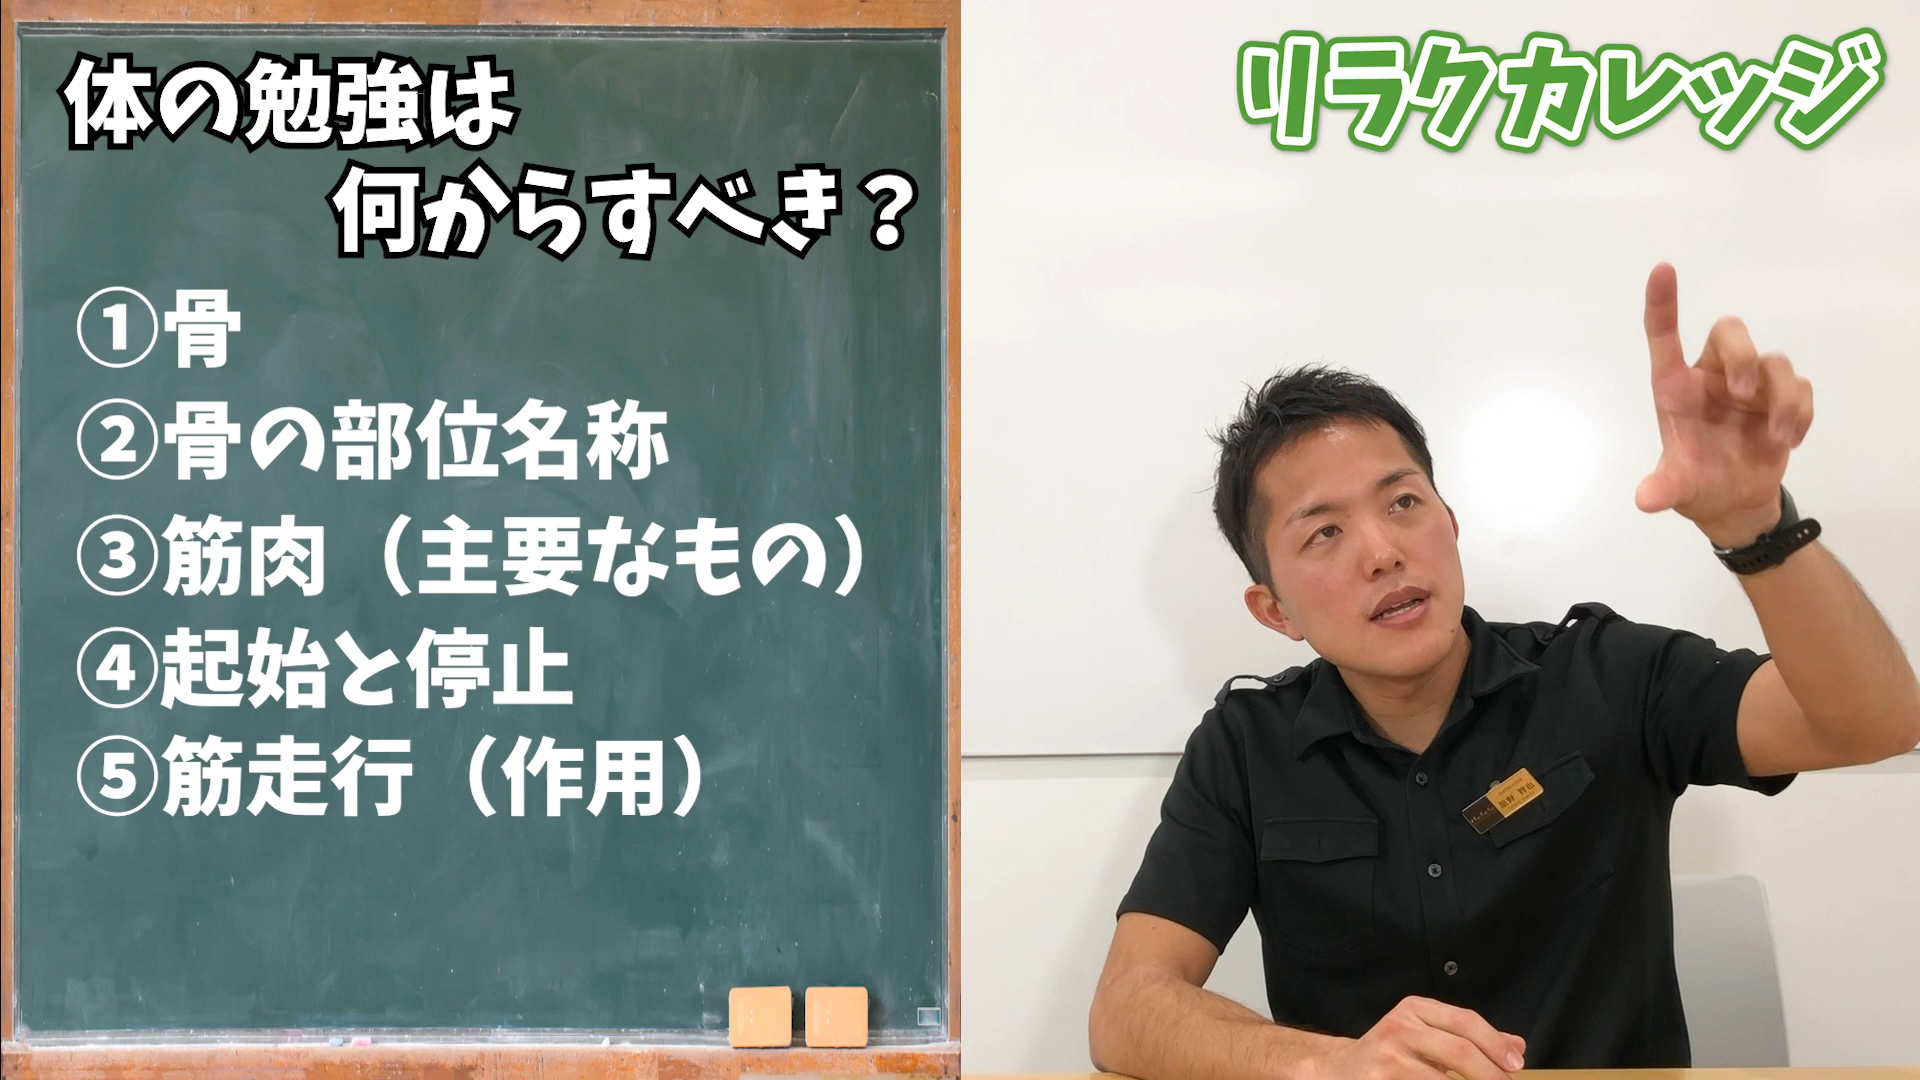 体の勉強は
何からすべき？
①骨
②骨の部位名称
③筋肉（主要なもの）
④起始と停止
⑤筋走行（作用）
リラクカレッジ